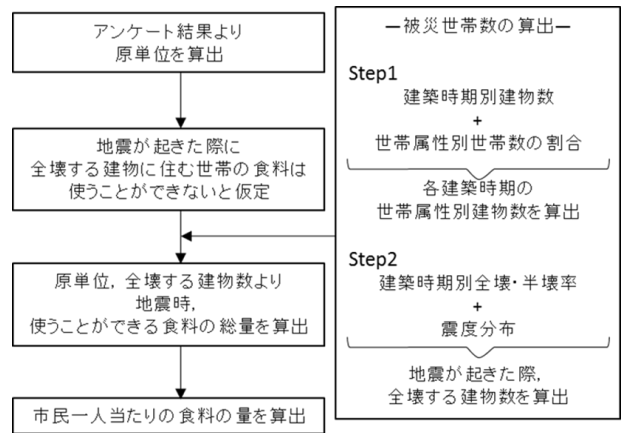 アンケート結果より
原単位を算出
地震が起きた際に
全壊する建物に住む世帯の食料は
使うことができないと仮定
原単位，全壊する建物数より
地震時，
使うことができる食料の総量を算出
市民一人当たりの食料の量を算出
―被災世帯数の算出―
Step1
建築時期別建物数
+
世帯属性別世帯数の割合
各建築時期の
世帯属性別建物数を算出
Step2
建築時期別全壊・半壊率
+
震度分布
地震が起きた際，
全壊する建物数を算出